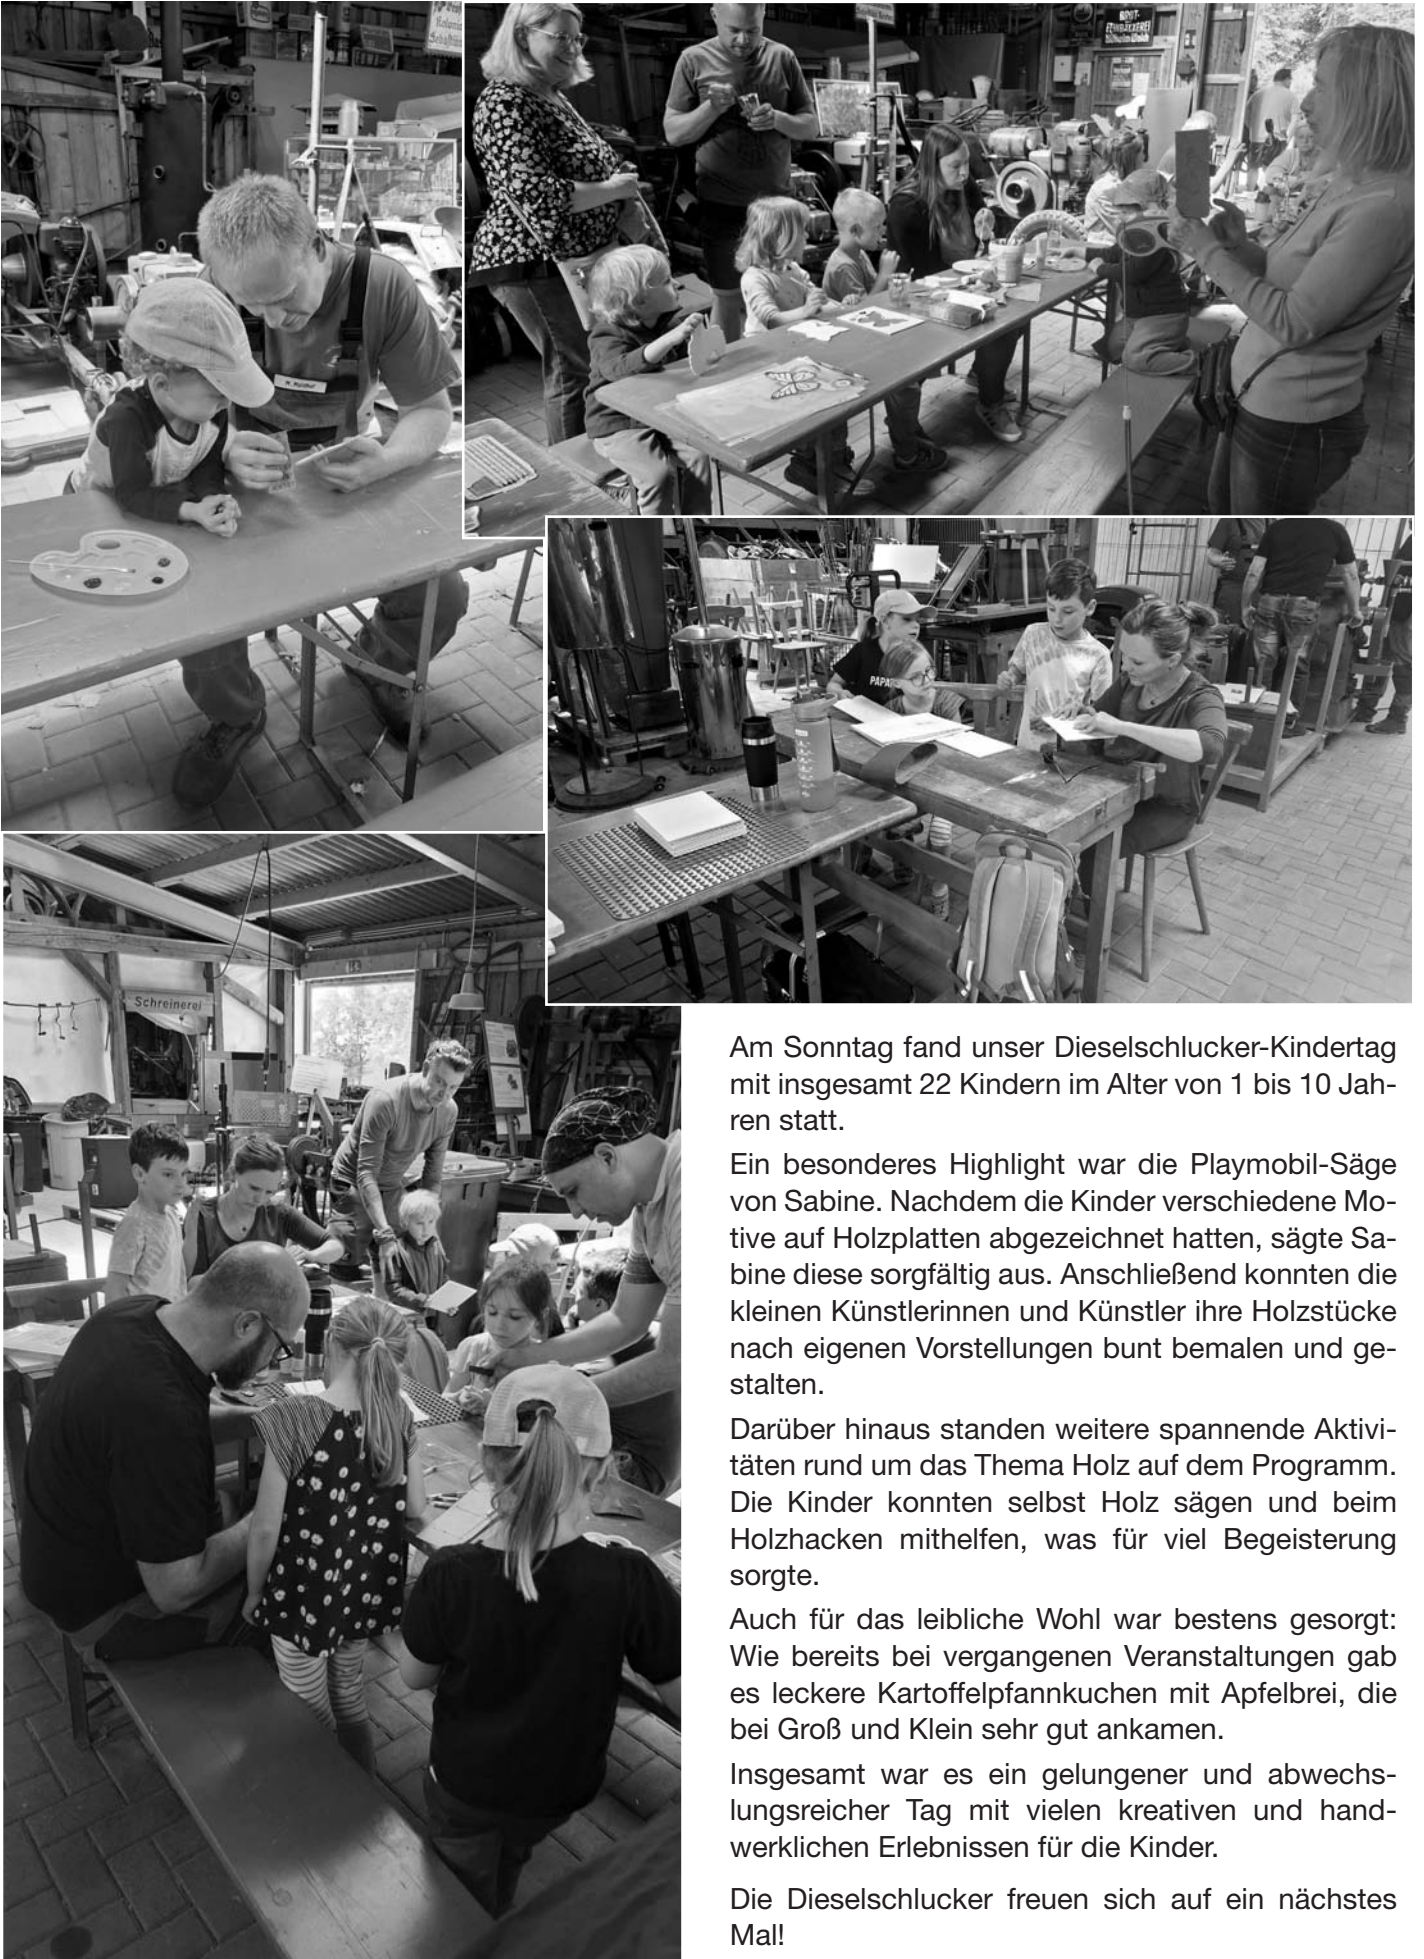 M. Maidhof
BROT-
FEINBÄCKEREI
PAPA
Schreinerei
Am Sonntag fand unser Dieselschlucker-Kindertag
mit insgesamt 22 Kindern im Alter von 1 bis 10 Jah-
ren statt.
Ein besonderes Highlight war die Playmobil-Säge
von Sabine. Nachdem die Kinder verschiedene Mo-
tive auf Holzplatten abgezeichnet hatten, sägte Sa-
bine diese sorgfältig aus. Anschließend konnten die
kleinen Künstlerinnen und Künstler ihre Holzstücke
nach eigenen Vorstellungen bunt bemalen und ge-
stalten.
Darüber hinaus standen weitere spannende Aktivi-
täten rund um das Thema Holz auf dem Programm.
Die Kinder konnten selbst Holz sägen und beim
Holzhacken mithelfen, was für viel Begeisterung
sorgte.
Auch für das leibliche Wohl war bestens gesorgt:
Wie bereits bei vergangenen Veranstaltungen gab
es leckere Kartoffelpfannkuchen mit Apfelbrei, die
bei Groß und Klein sehr gut ankamen.
Insgesamt war es ein gelungener und abwechs-
lungsreicher Tag mit vielen kreativen und hand-
werklichen Erlebnissen für die Kinder.
Die Dieselschlucker freuen sich auf ein nächstes
Mal!